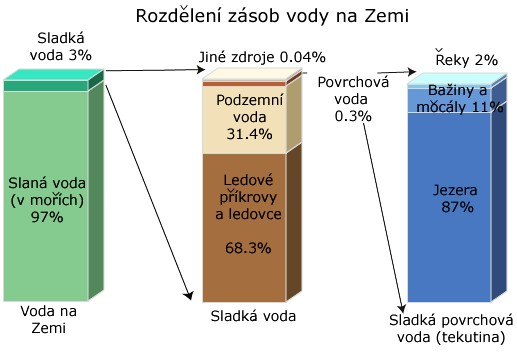 Rozdělení zásob vody na Zemi
Sladká
voda 3%
Slaná voda
(v mořích)
97%
Voda na
Zemi
Jiné zdroje 0.04%
Podzemní
voda
31.4%
Ledové
příkrovy
a ledovce
68.3%
Sladká voda
Povrchová
voda
0.3%
Řeky 2%
Bažiny a
močály 11%
Jezera
87%
Sladká povrchová
voda (tekutina)